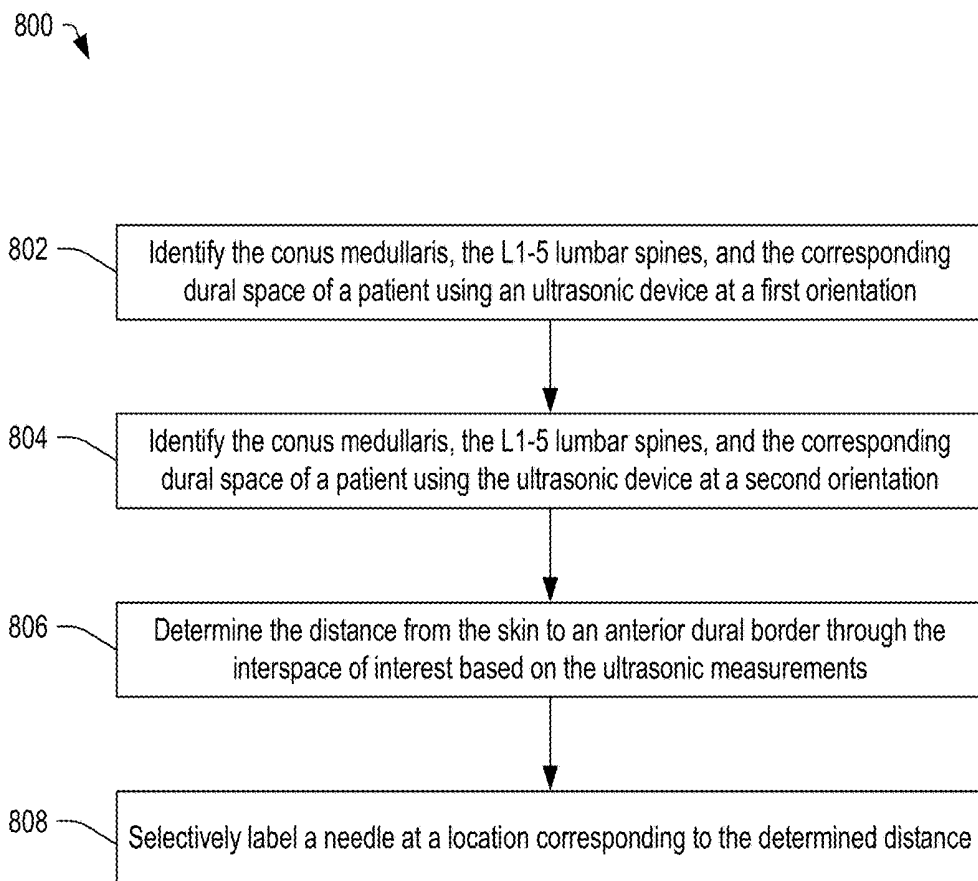 800
802
Identify the conus medullaris, the L1-5 lumbar spines, and the corresponding
dural space of a patient using an ultrasonic device at a first orientation
804
Identify the conus medullaris, the L1-5 lumbar spines, and the corresponding
dural space of a patient using the ultrasonic device at a second orientation
806
Determine the distance from the skin to an anterior dural border through the
interspace of interest based on the ultrasonic measurements
808
Selectively label a needle at a location corresponding to the determined distance